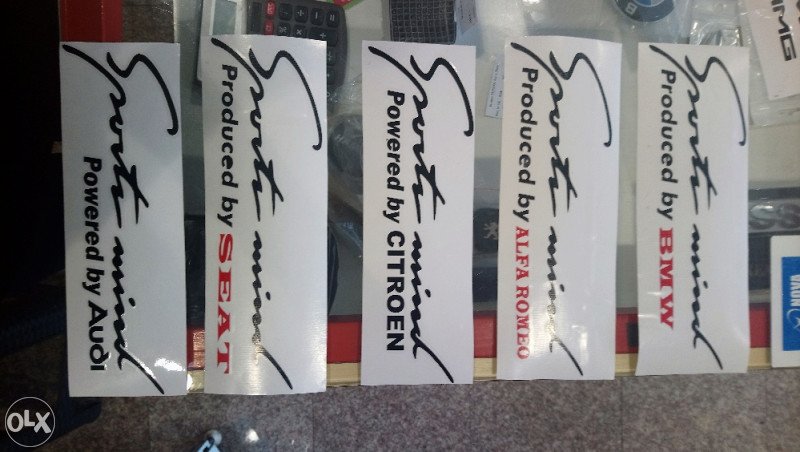 Sports mind
Powered by Audi
Sports mind
Produced by SEAT
Sports mind
Powered by CITROEN
Sports mind
Produced by ALFA ROMEO
Sports mind
Produced by BMW
AMG
OLX